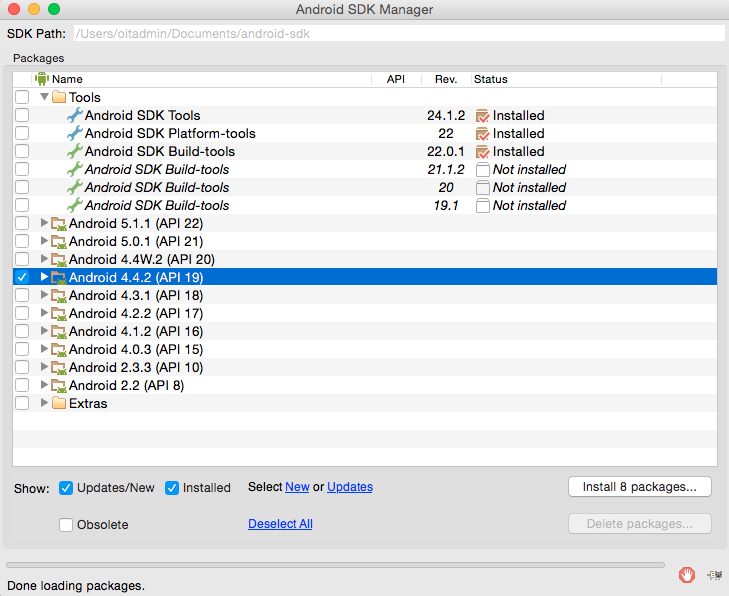 Android SDK Manager
SDK Path: /Users/oitadmin/Documents/android-sdk
Packages
Name API Rev. Status
Tools
Android SDK Tools 24.1.2 Installed
Android SDK Platform-tools 22 Installed
Android SDK Build-tools 22.0.1 Installed
Android SDK Build-tools 21.1.2 Not installed
Android SDK Build-tools 20 Not installed
Android SDK Build-tools 19.1 Not installed
Android 5.1.1 (API 22)
Android 5.0.1 (API 21)
Android 4.4W.2 (API 20)
Android 4.4.2 (API 19)
Android 4.3.1 (API 18)
Android 4.2.2 (API 17)
Android 4.1.2 (API 16)
Android 4.0.3 (API 15)
Android 2.3.3 (API 10)
Android 2.2 (API 8)
Extras
Show: Updates/New Installed Select New or Updates Install 8 packages...
Obsolete Deselect All Delete packages...
Done loading packages.